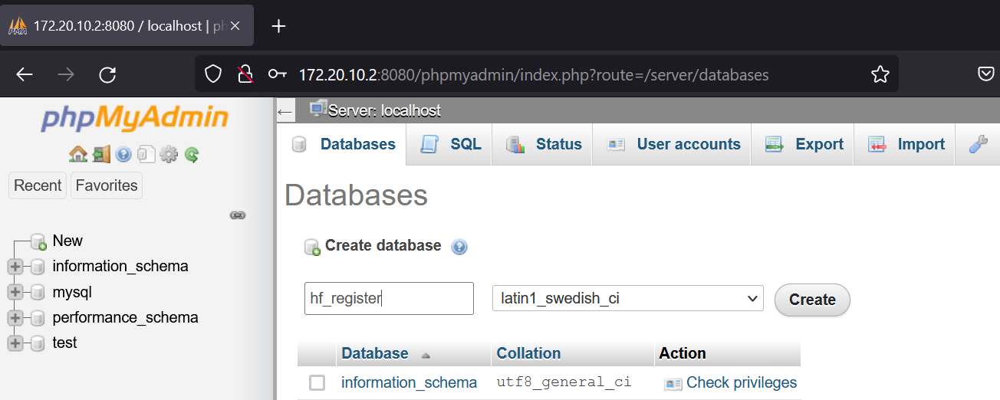 172.20.10.2:8080 / localhost | ph
172.20.10.2:8080/phpmyadmin/index.php?route=/server/databases
phpMyAdmin
Recent Favorites
New
information_schema
mysql
performance_schema
test
Server: localhost
Databases SQL Status User accounts Export Import
Databases
Create database
hf_register latin1_swedish_ci Create
Database Collation Action
information_schema utf8_general_ci Check privileges